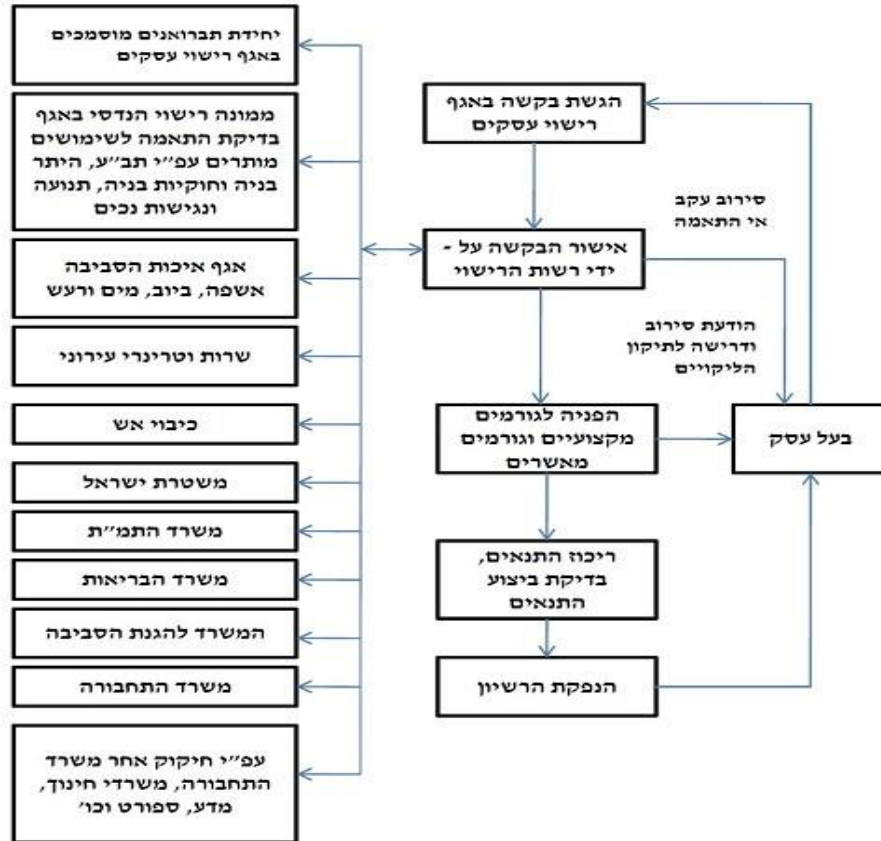 הגשת בקשה באגף
רישוי עסקים
אישור הבקשה על -
ידי רשות הרישוי
הפניה לגורמים
מקצועיים וגורמים
מאשרים
ריכוז התנאים,
בדיקת ביצוע
התנאים
הנפקת הרשיון
סירוב עקב
אי התאמה
הודעת סירוב
ודרישה לתיקון
הליקויים
בעל עסק
יחידת תברואנים מוסמכים
באגף רישוי עסקים
ממונה רישוי הנדסי באגף
בדיקת התאמה לשימושים
מותרים עפ״י תב״ע, היתר
בניה וחוקיות בניה, תנועה
ונגישות נכים
אגף איכות הסביבה
אשפה, ביוב, מים ורעש
שרות וטרינרי עירוני
כיבוי אש
משטרת ישראל
משרד התמ״ת
משרד הבריאות
המשרד להגנת הסביבה
משרד התחבורה
עפ״י חיקוק אחר משרד
התחבורה, משרדי חינוך,
מדע, ספורט וכו׳